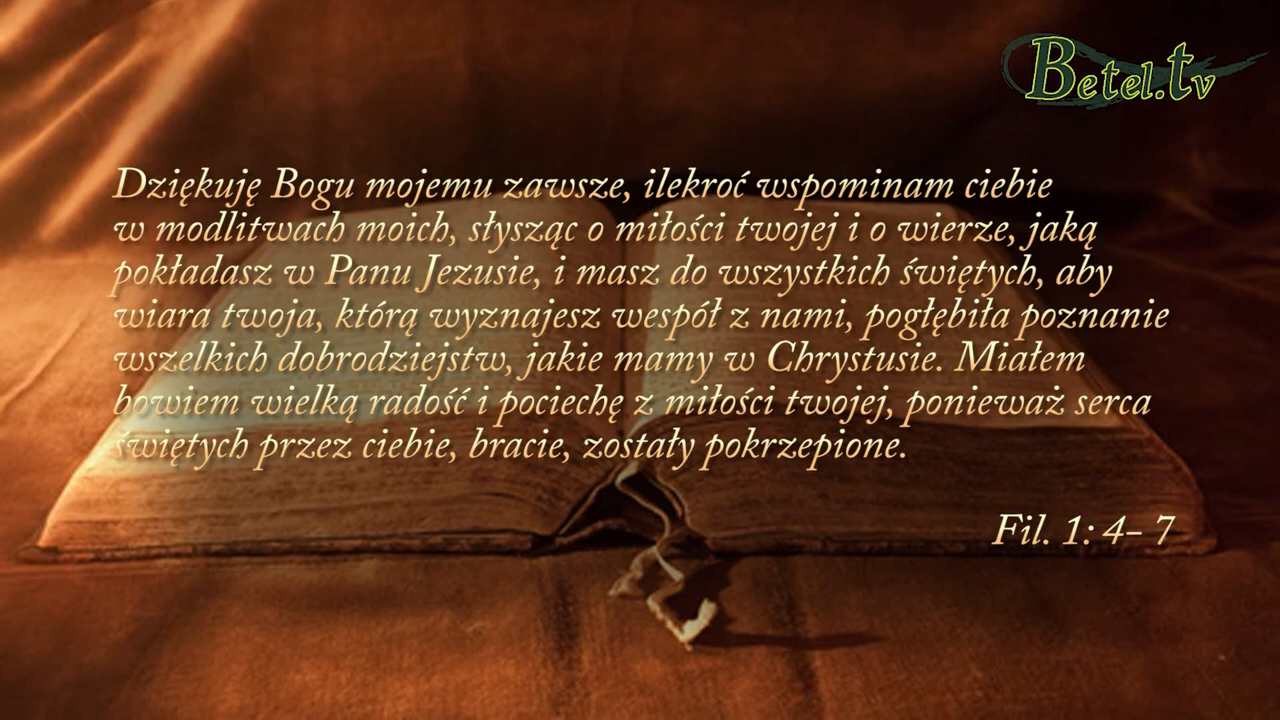 Betel.tv
Dziękuję Bogu mojemu zawsze, ilekroć wspominam ciebie
w modlitwach moich, słysząc o miłości twojej i o wierze, jaką
pokładasz w Panu Jezusie, i masz do wszystkich świętych, aby
wiara twoja, którą wyznajesz wespół z nami, pogłębiła poznanie
wszelkich dobrodziejstw, jakie mamy w Chrystusie. Miałem
bowiem wielką radość i pociechę z miłości twojej, ponieważ serca
świętych przez ciebie, bracie, zostały pokrzepione.
Fil. 1: 4- 7